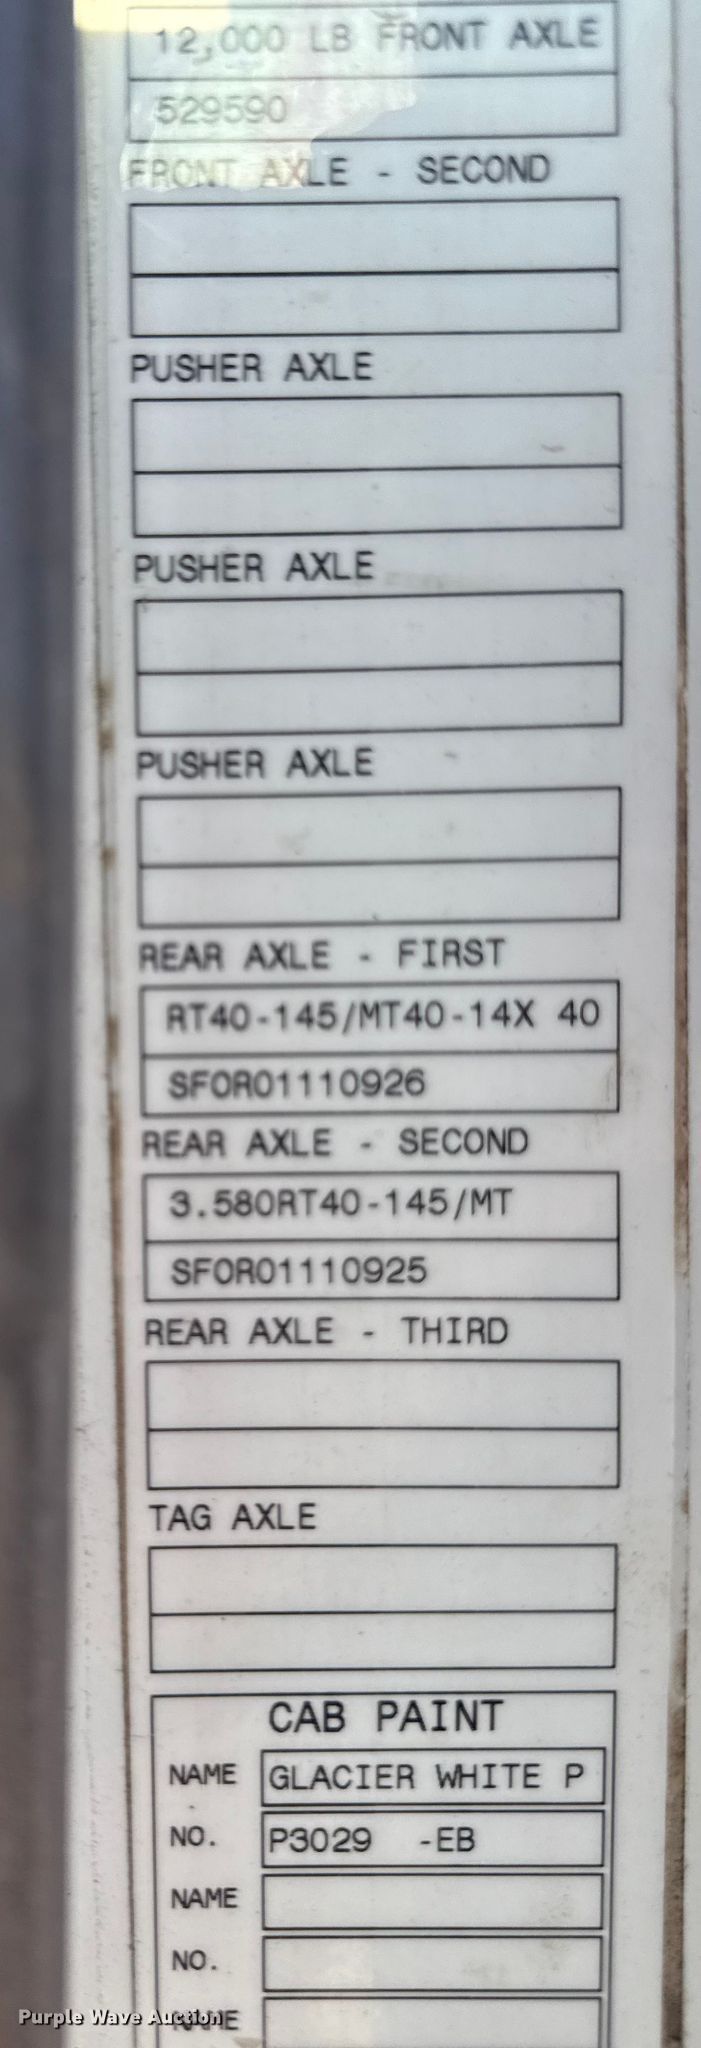 12,000 LB FRONT AXLE
529590
FRONT AXLE - SECOND
PUSHER AXLE
PUSHER AXLE
PUSHER AXLE
REAR AXLE - FIRST
RT40-145/MT40-14X 40
SFOR01110926
REAR AXLE - SECOND
3.580RT40-145/MT
SFOR01110925
REAR AXLE - THIRD
TAG AXLE
CAB PAINT
NAME GLACIER WHITE P
NO. P3029 -EB
NAME
NO.
NAME
Purple Wave Auction